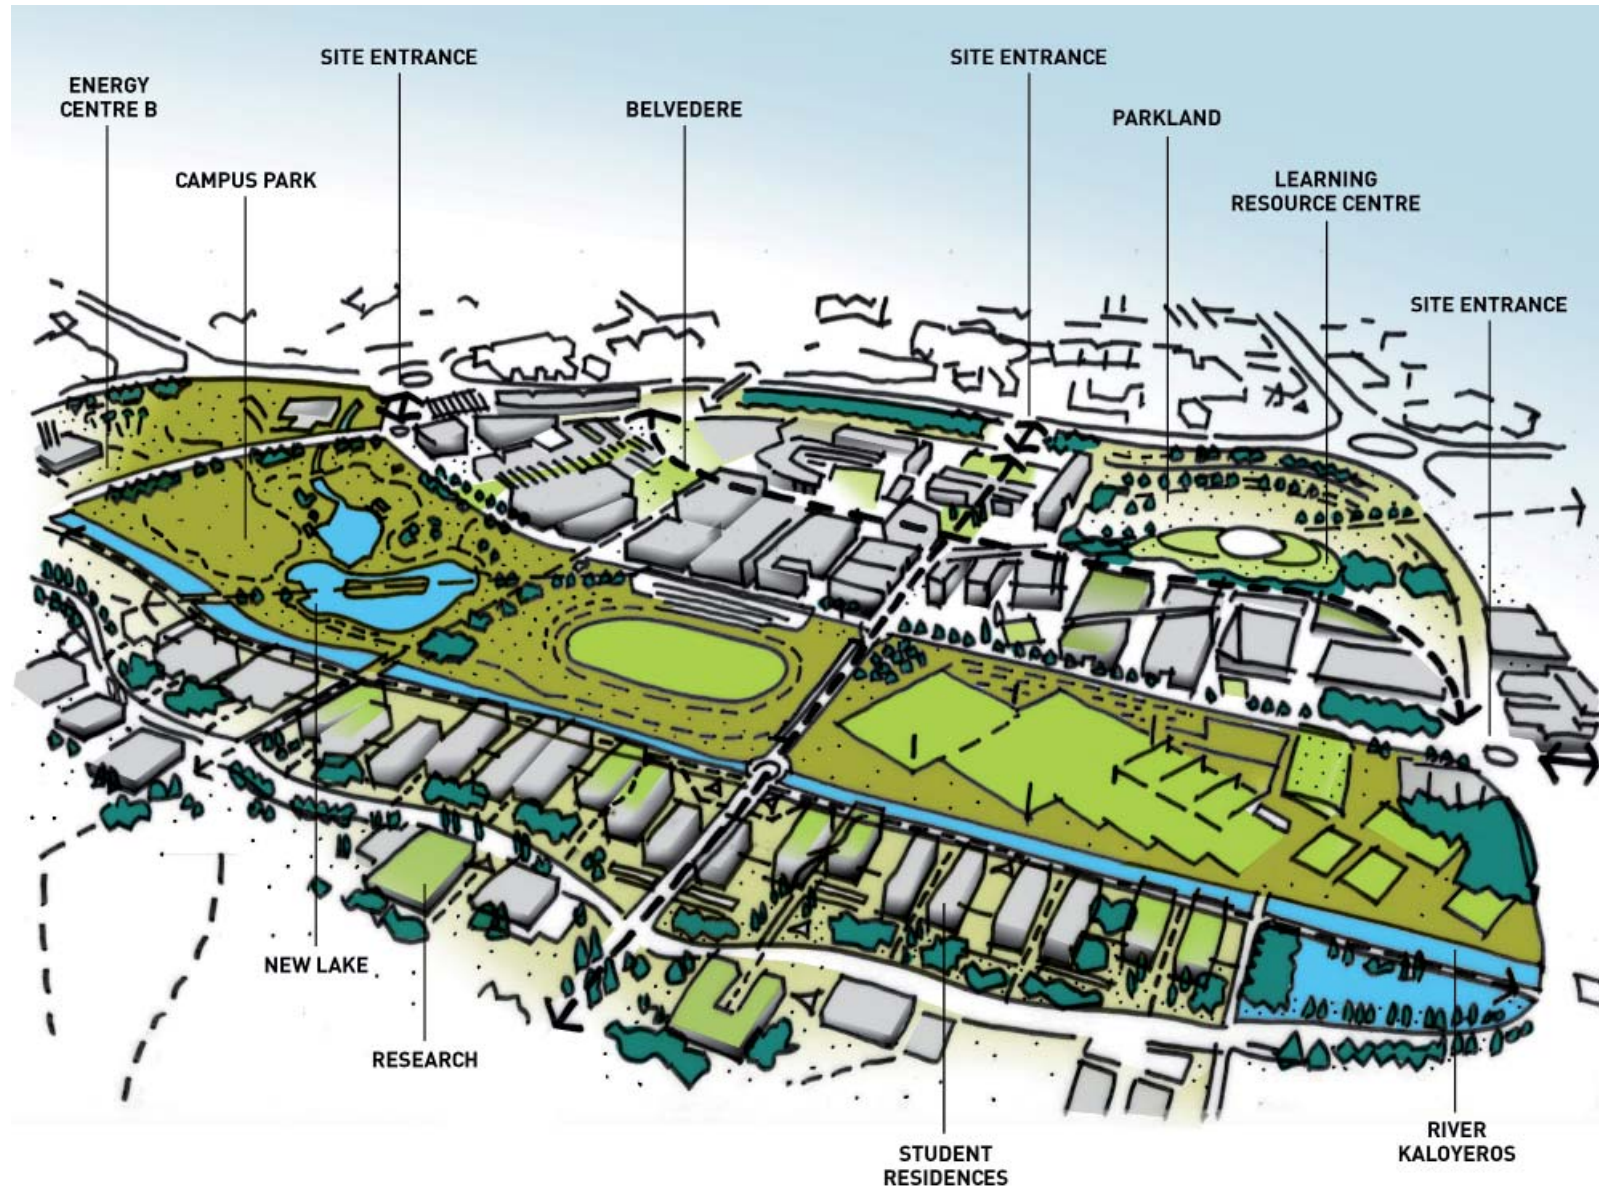 SITE ENTRANCE
SITE ENTRANCE
ENERGY
CENTRE B
BELVEDERE
PARKLAND
CAMPUS PARK
LEARNING
RESOURCE CENTRE
SITE ENTRANCE
NEW LAKE
RESEARCH
STUDENT
RESIDENCES
RIVER
KALOYEROS